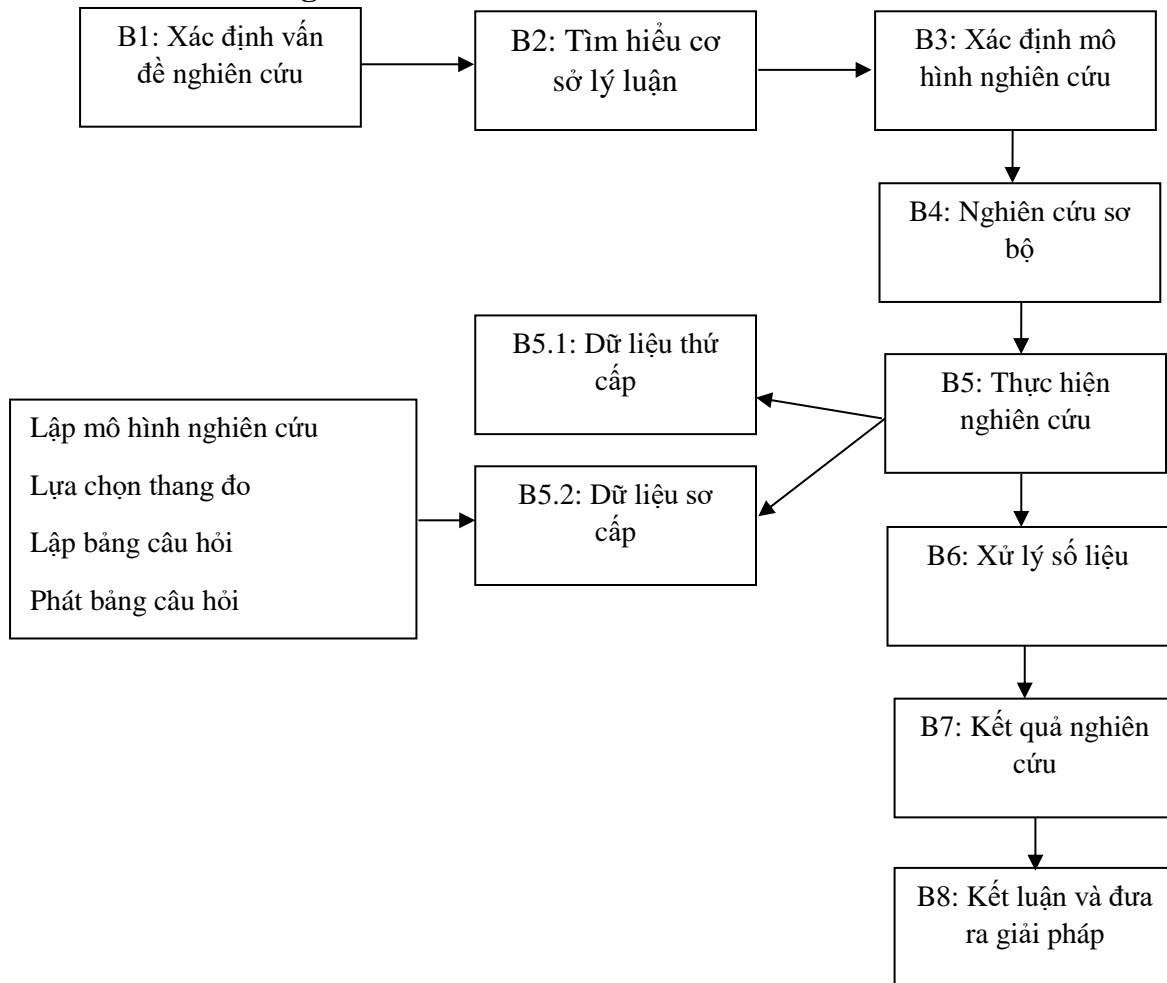 B1: Xác định vấn
đề nghiên cứu
B2: Tìm hiểu cơ
sở lý luận
B3: Xác định mô
hình nghiên cứu
B4: Nghiên cứu sơ
bộ
B5.1: Dữ liệu thứ
cấp
B5: Thực hiện
nghiên cứu
Lập mô hình nghiên cứu
Lựa chọn thang đo
Lập bảng câu hỏi
Phát bảng câu hỏi
B5.2: Dữ liệu sơ
cấp
B6: Xử lý số liệu
B7: Kết quả nghiên
cứu
B8: Kết luận và đưa
ra giải pháp